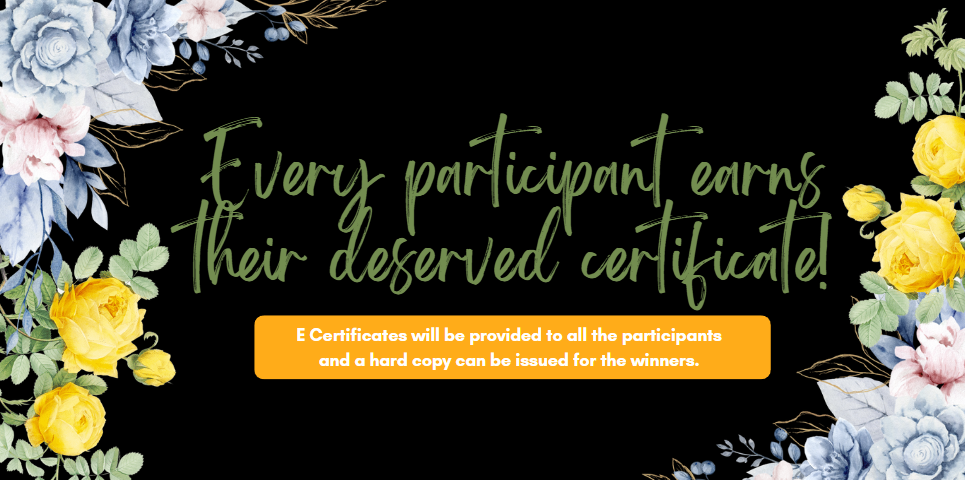 Every participant earns
their deserved certificate!
E Certificates will be provided to all the participants
and a hard copy can be issued for the winners.